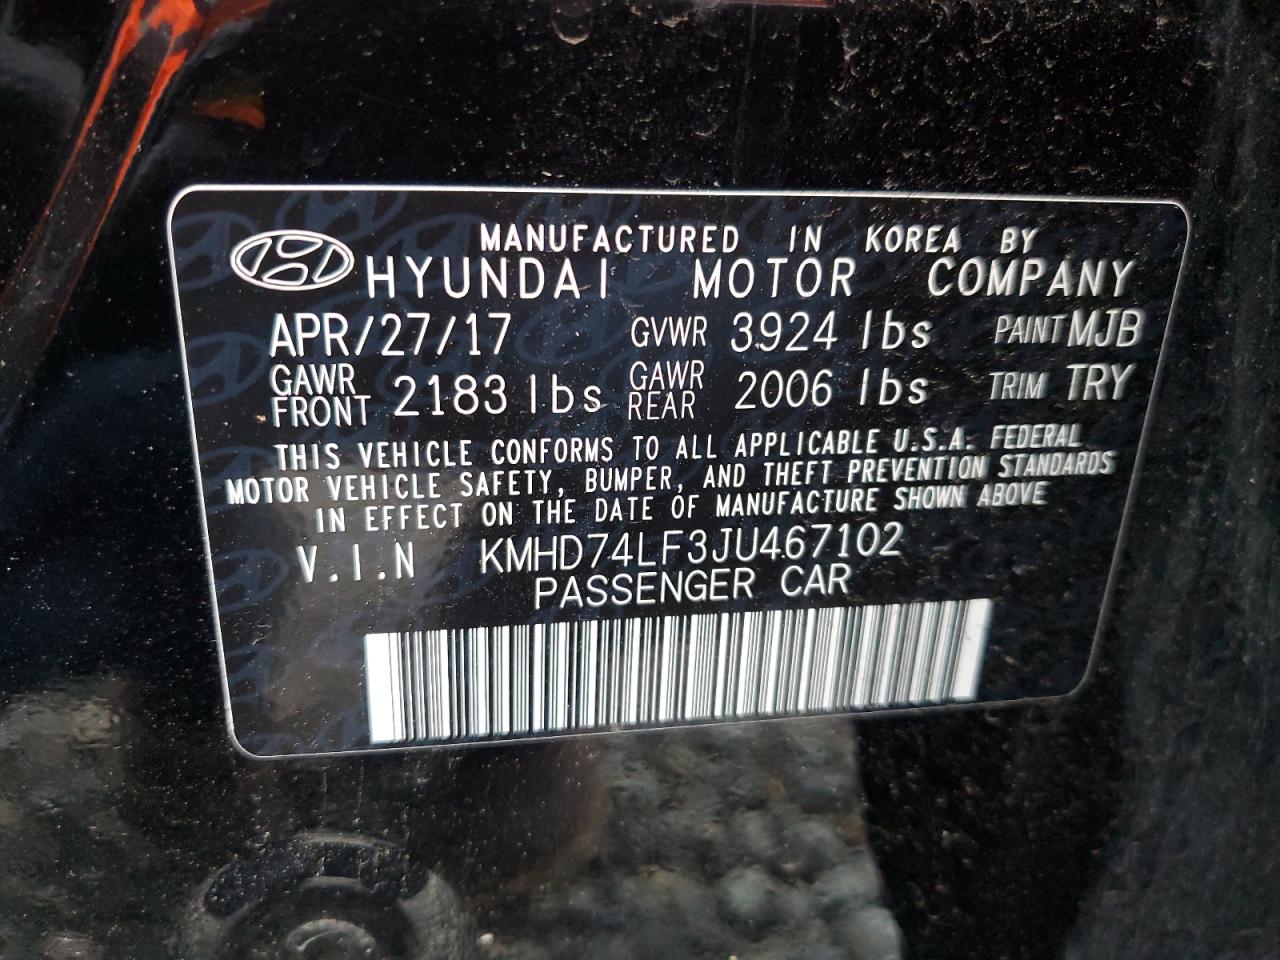 MANUFACTURED IN KOREA BY
HYUNDAI MOTOR COMPANY
APR/27/17 GVWR 3924 lbs PAINT MJB
GAWR FRONT 2183 lbs GAWR REAR 2006 lbs TRIM TRY
THIS VEHICLE CONFORMS TO ALL APPLICABLE U.S.A. FEDERAL
MOTOR VEHICLE SAFETY, BUMPER, AND THEFT PREVENTION STANDARDS
IN EFFECT ON THE DATE OF MANUFACTURE SHOWN ABOVE
V.I.N KMHD74LF3JU467102
PASSENGER CAR